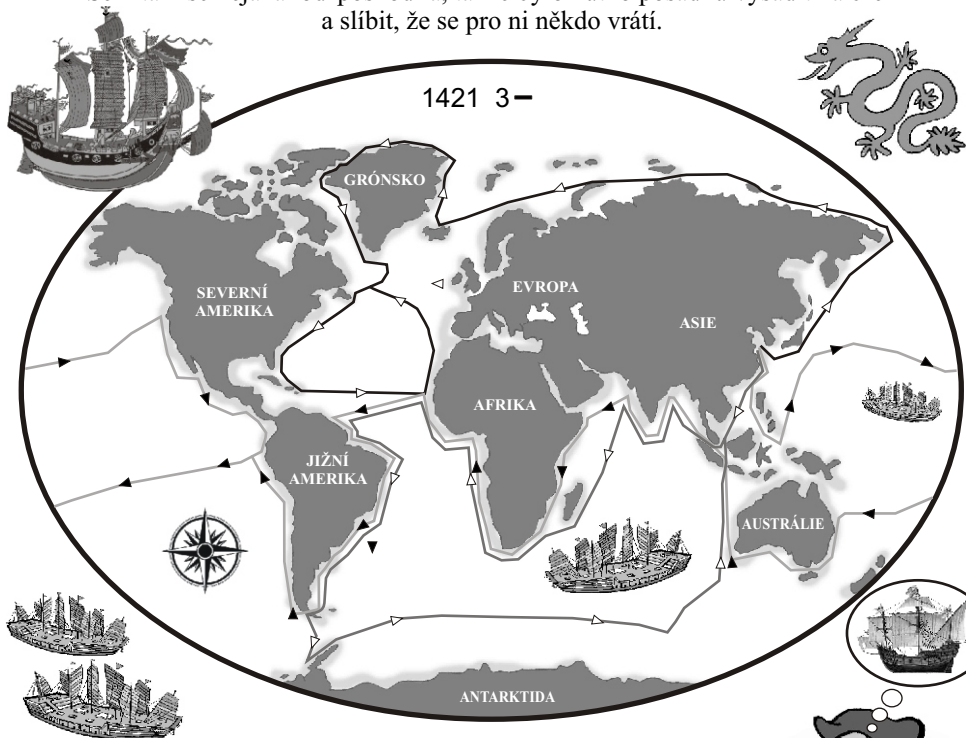 a slíbit, že se pro ni někdo vrátí.
1421 3–
GRÓNSKO
SEVERNÍ
AMERIKA
EVROPA
ASIE
AFRIKA
JIŽNÍ
AMERIKA
AUSTRÁLIE
ANTARKTIDA